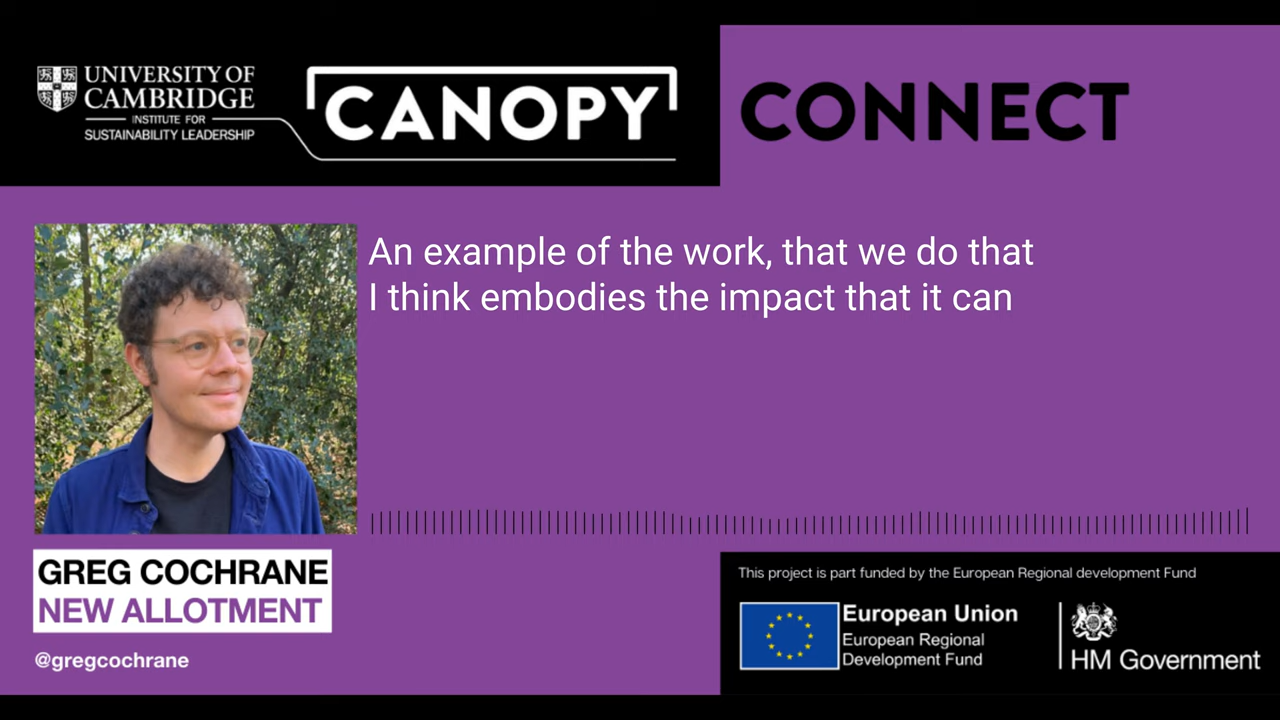 UNIVERSITY OF
CAMBRIDGE
INSTITUTE FOR
SUSTAINABILITY LEADERSHIP
CANOPY
CONNECT
An example of the work, that we do that
I think embodies the impact that it can
GREG COCHRANE
NEW ALLOTMENT
@gregcochrane
This project is part funded by the European Regional development Fund
European Union
European Regional
Development Fund
HM Government